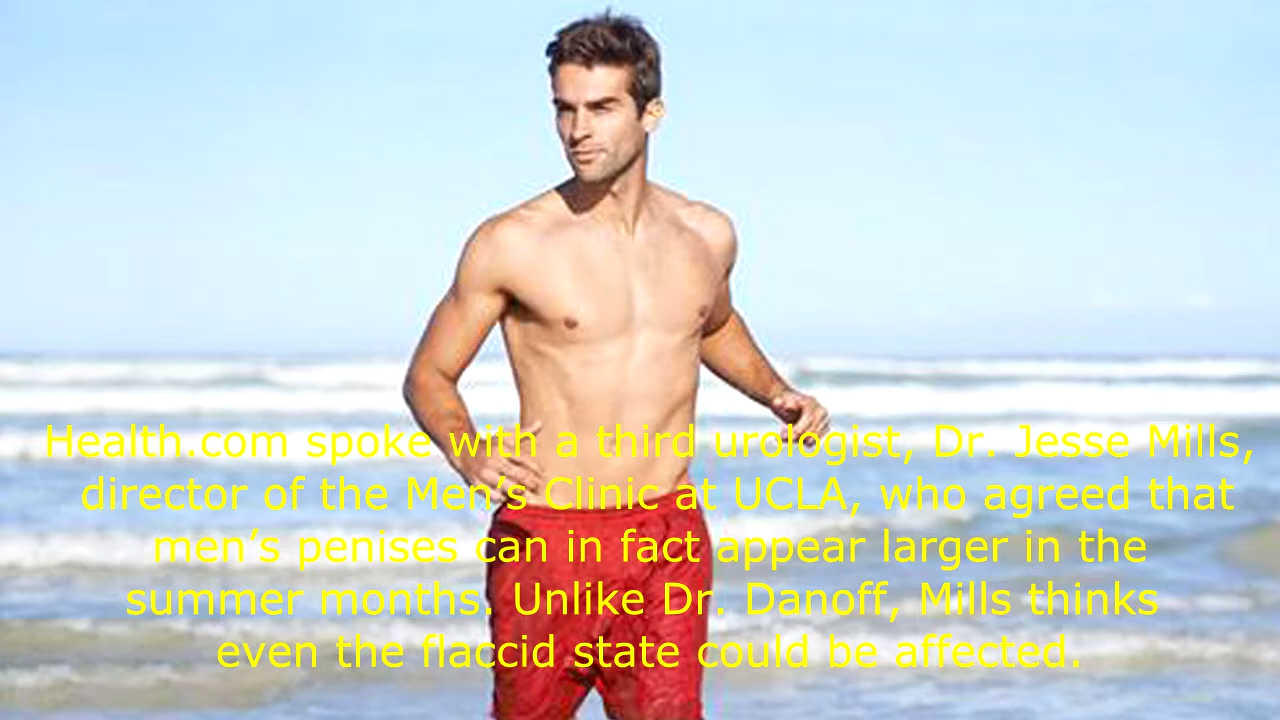 Health.com spoke with a third urologist, Dr. Jesse Mills,
director of the Men’s Clinic at UCLA, who agreed that
men’s penises can in fact appear larger in the
summer months. Unlike Dr. Danoff, Mills thinks
even the flaccid state could be affected.